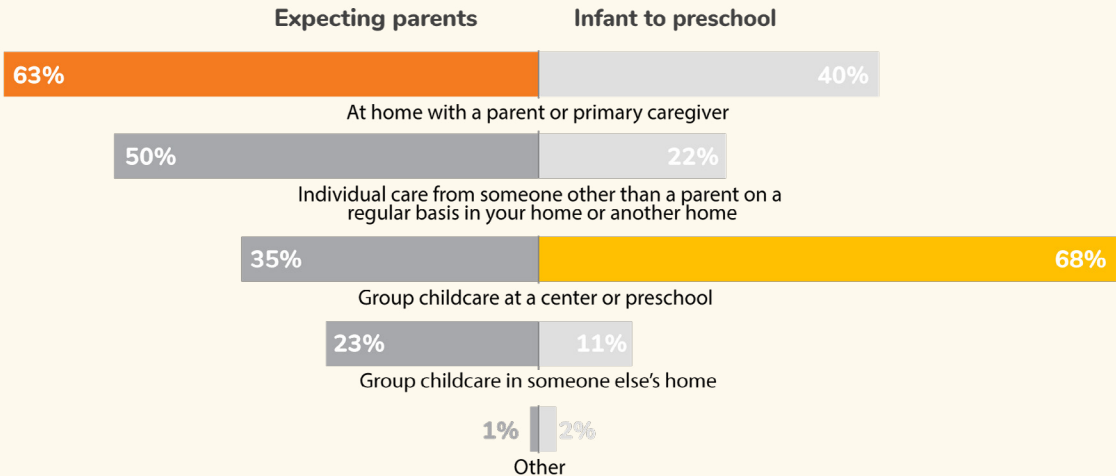 Expecting parents Infant to preschool
63% 40%
At home with a parent or primary caregiver
50% 22%
Individual care from someone other than a parent on a
regular basis in your home or another home
35% 68%
Group childcare at a center or preschool
23% 11%
Group childcare in someone else’s home
1% 2%
Other